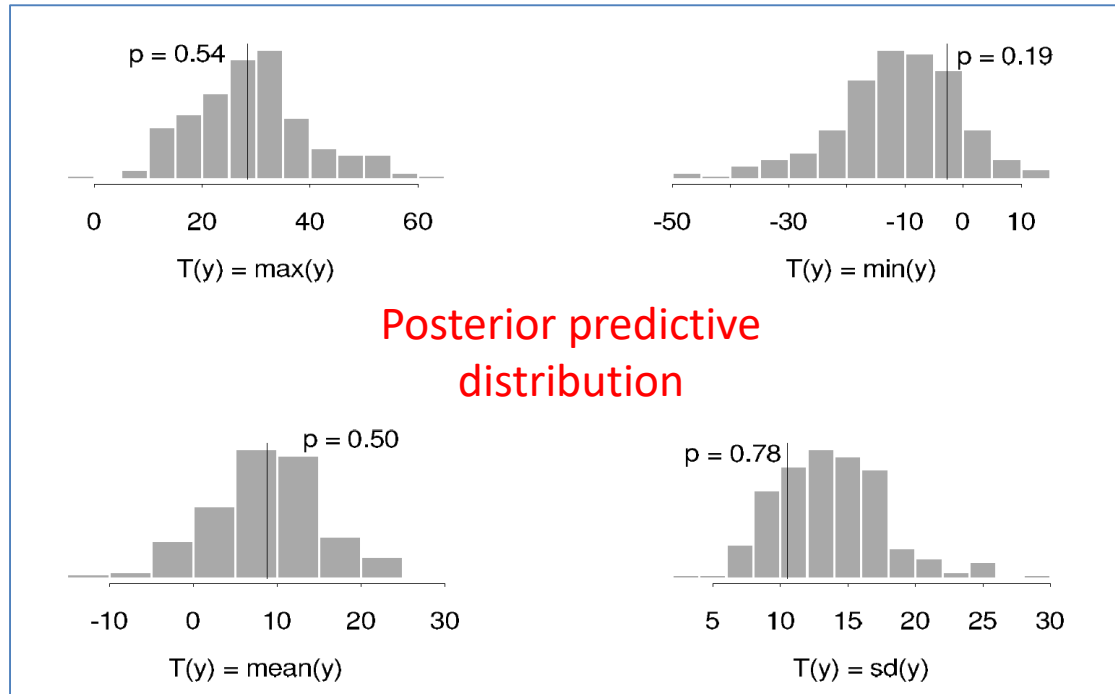 p = 0.54
0 20 40 60
T(y) = max(y)
p = 0.19
-50 -30 -10 0 10
T(y) = min(y)
Posterior predictive
distribution
p = 0.50
-10 0 10 20 30
T(y) = mean(y)
p = 0.78
5 10 15 20 25 30
T(y) = sd(y)